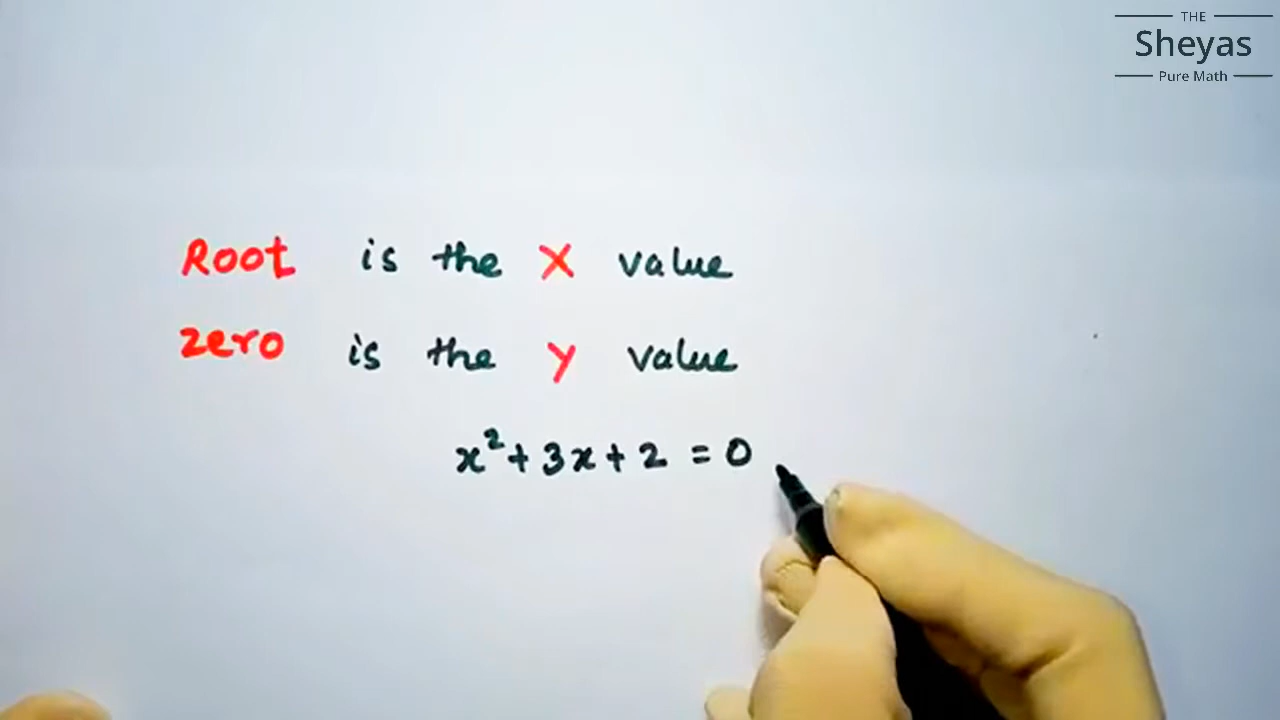 THE
Sheyas
Pure Math
Root is the X value
zero is the y value
x²+3x+2 = 0